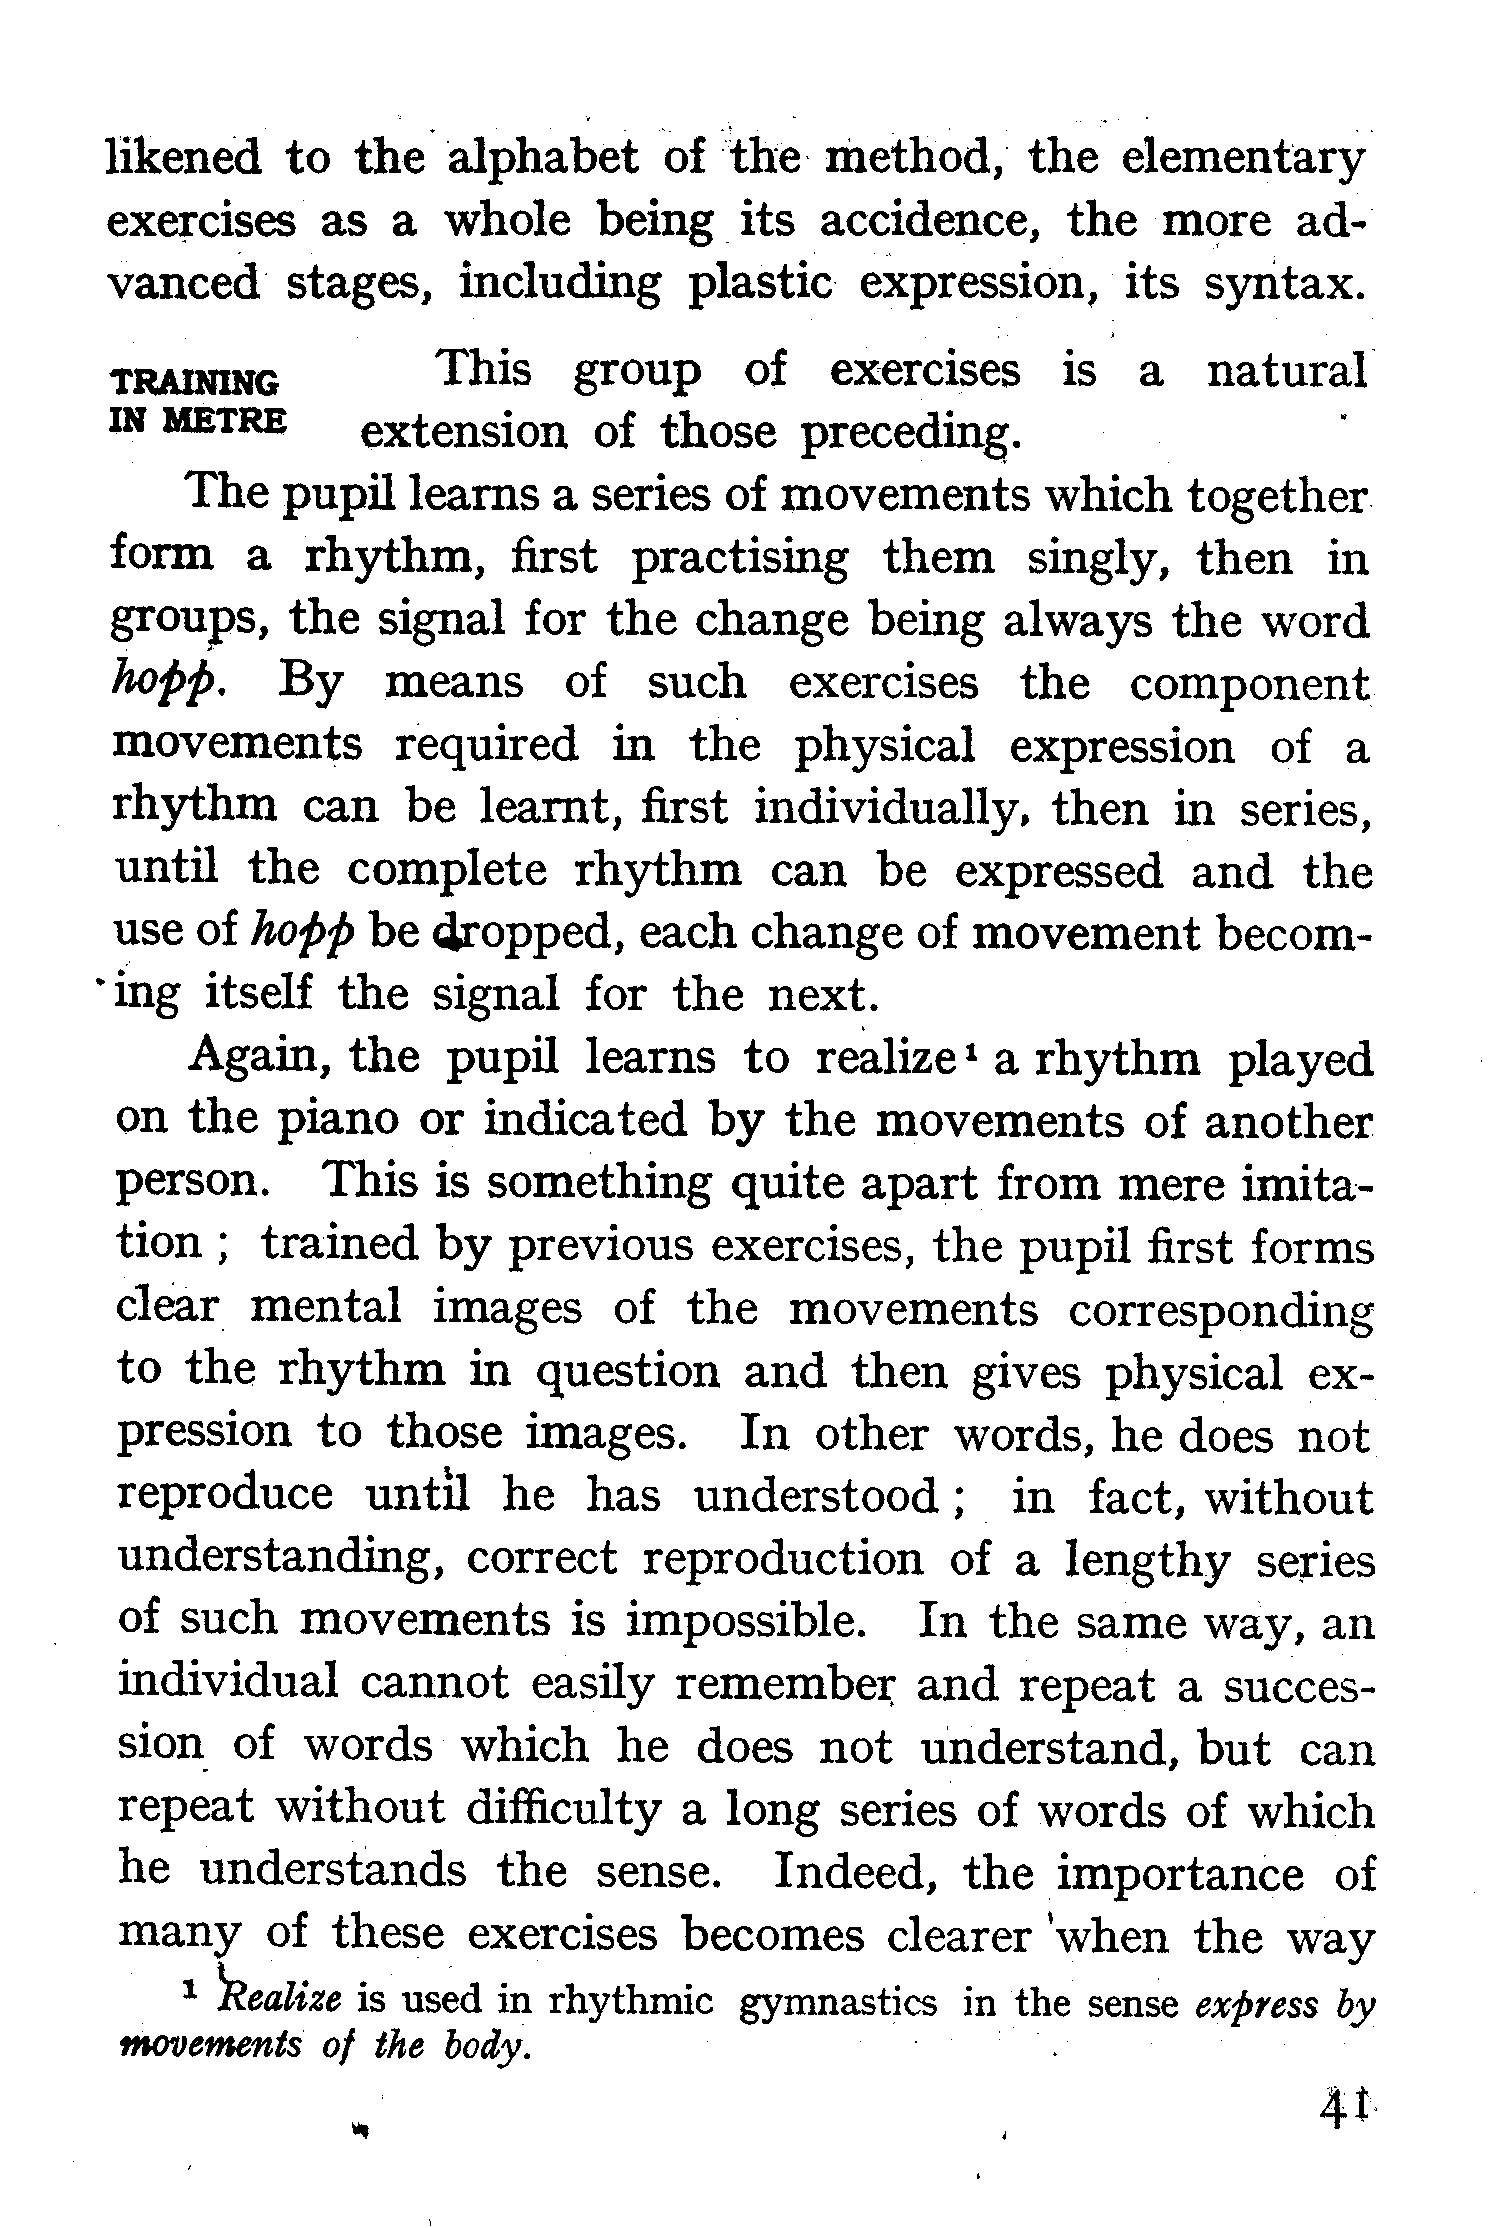 likened to the alphabet of the method, the elementary
exercises as a whole being its accidence, the more ad-
vanced stages, including plastic expression, its syntax.
TRAINING
IN METRE
This group of exercises is a natural
extension of those preceding.
The pupil learns a series of movements which together
form a rhythm, first practising them singly, then in
groups, the signal for the change being always the word
hopp. By means of such exercises the component
movements required in the physical expression of a
rhythm can be learnt, first individually, then in series,
until the complete rhythm can be expressed and the
use of hopp be dropped, each change of movement becom-
ing itself the signal for the next.
Again, the pupil learns to realize¹ a rhythm played
on the piano or indicated by the movements of another
person. This is something quite apart from mere imita-
tion ; trained by previous exercises, the pupil first forms
clear mental images of the movements corresponding
to the rhythm in question and then gives physical ex-
pression to those images. In other words, he does not
reproduce until he has understood ; in fact, without
understanding, correct reproduction of a lengthy series
of such movements is impossible. In the same way, an
individual cannot easily remember and repeat a succes-
sion of words which he does not understand, but can
repeat without difficulty a long series of words of which
he understands the sense. Indeed, the importance of
many of these exercises becomes clearer when the way
¹ Realize is used in rhythmic gymnastics in the sense express by
movements of the body.
41